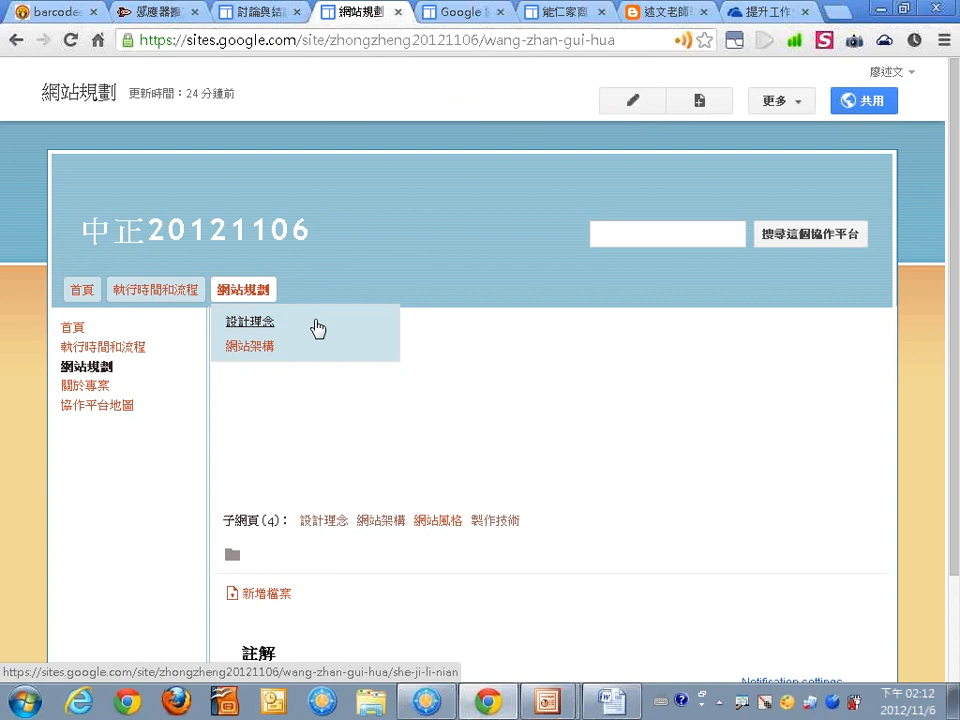 barcode
感應器
討論與結
網站規劃
Google
能仁家商
述文老師
提升工作
https://sites.google.com/site/zhongzheng20121106/wang-zhan-gui-hua
廖述文
網站規劃 更新時間：24 分鐘前
更多
共用
中正20121106
搜尋這個協作平台
首頁 執行時間和流程 網站規劃
設計理念
網站架構
首頁
執行時間和流程
網站規劃
關於專案
協作平台地圖
子網頁 (4)： 設計理念 網站架構 網站風格 製作技術
新增檔案
註解
Notification settings
https://sites.google.com/site/zhongzheng20121106/wang-zhan-gui-hua/she-ji-li-nian
下午 02:12
2012/11/6